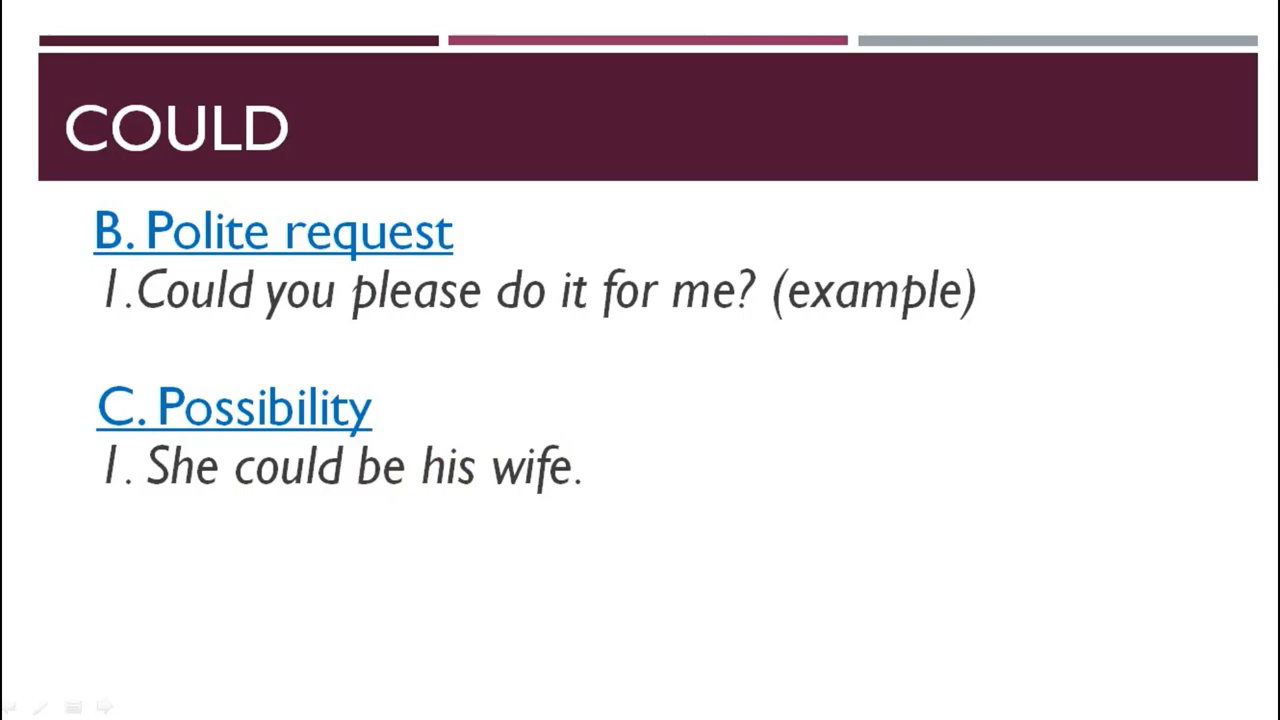 COULD
B. Polite request
1.Could you please do it for me? (example)
C. Possibility
1. She could be his wife.